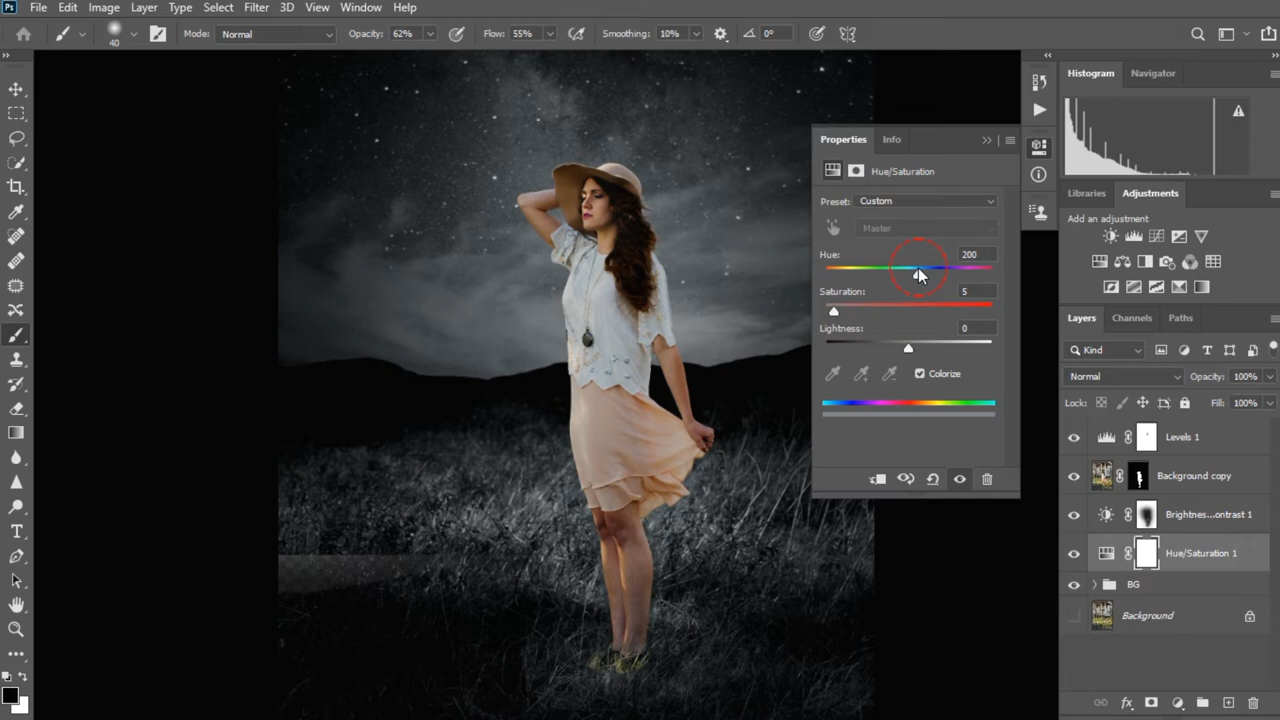 Ps File Edit Image Layer Type Select Filter 3D View Window Help
40 Mode: Normal Opacity: 62% Flow: 55% Smoothing: 10% 0°
Histogram Navigator
Properties Info
Hue/Saturation
Preset: Custom
Master
Hue: 200
Saturation: 5
Lightness: 0
Colorize
Libraries Adjustments
Add an adjustment
Layers Channels Paths
Kind
Normal Opacity: 100%
Lock: Fill: 100%
Levels 1
Background copy
Brightnes...ontrast 1
Hue/Saturation 1
BG
Background